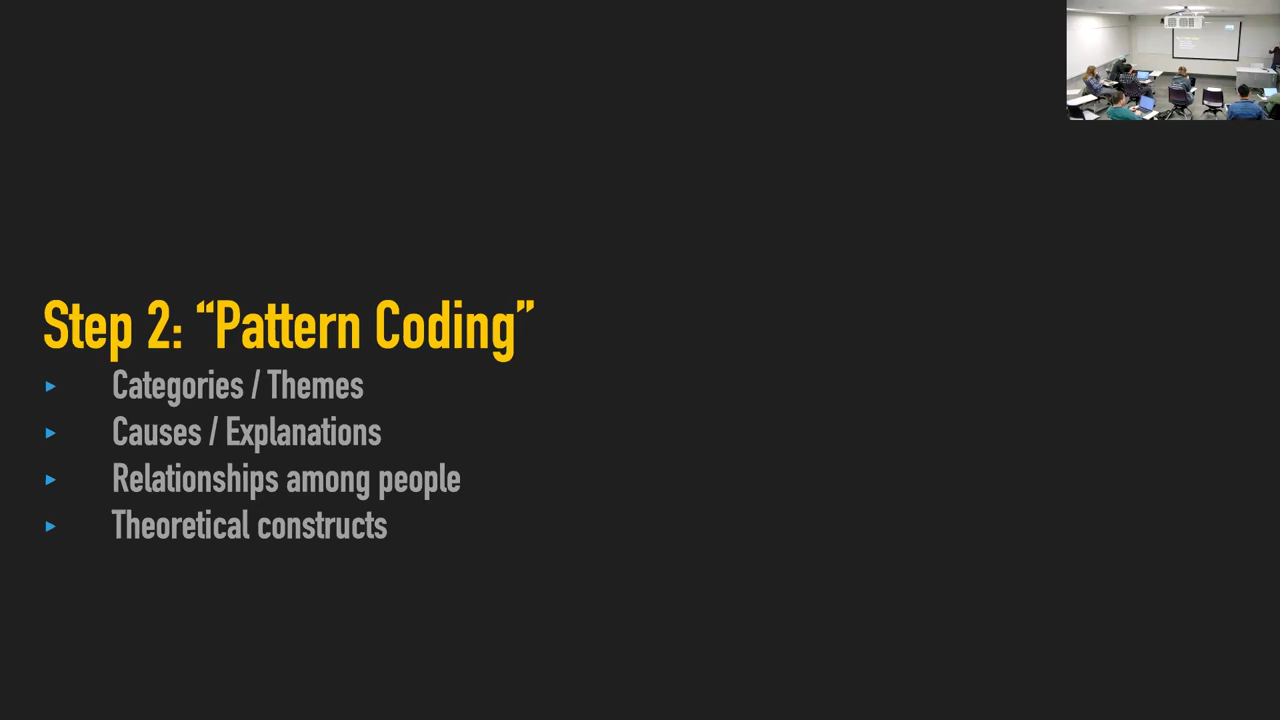 Step 2: “Pattern Coding”
▸ Categories / Themes
▸ Causes / Explanations
▸ Relationships among people
▸ Theoretical constructs